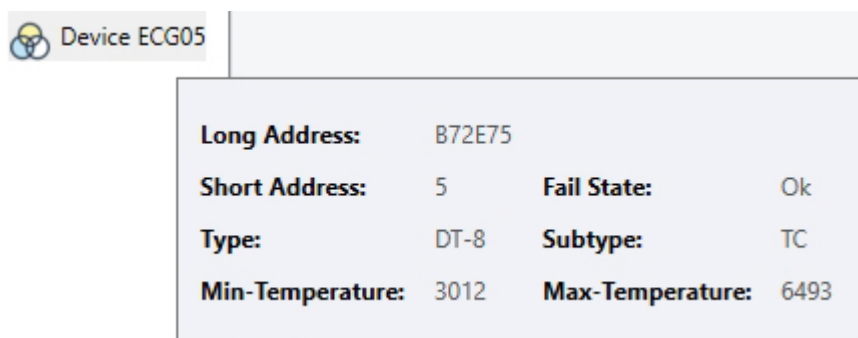 Device ECG05
Long Address: B72E75
Short Address: 5 Fail State: Ok
Type: DT-8 Subtype: TC
Min-Temperature: 3012 Max-Temperature: 6493